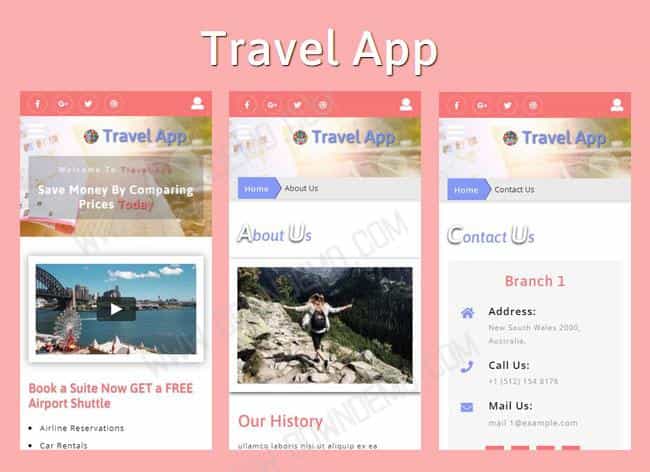 Travel App
Travel App
Welcome To Travel App
Save Money By Comparing
Prices Today
Book a Suite Now GET a FREE
Airport Shuttle
Airline Reservations
Car Rentals
Travel App
Home
About Us
About Us
Our History
ullamco laboris nisi ut aliquip ex ea
Travel App
Home
Contact Us
Contact Us
Branch 1
Address:
New South Wales 2000,
Australia.
Call Us:
+1 (512) 154 8176
Mail Us:
mail 1@example.com